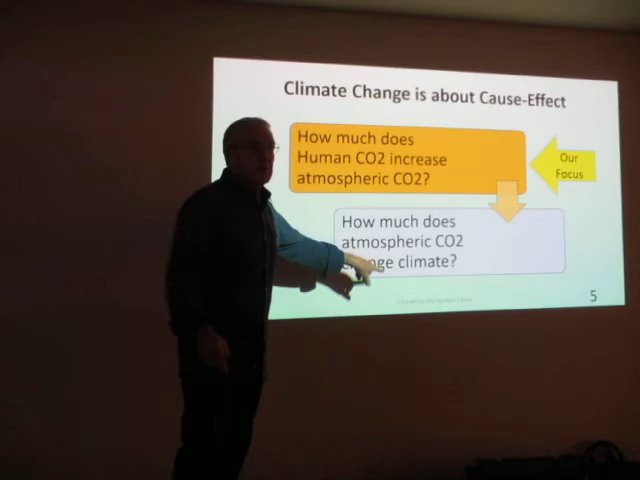 Climate Change is about Cause-Effect
How much does
Human CO2 increase
atmospheric CO2?
Our
Focus
How much does
atmospheric CO2
climate?
5